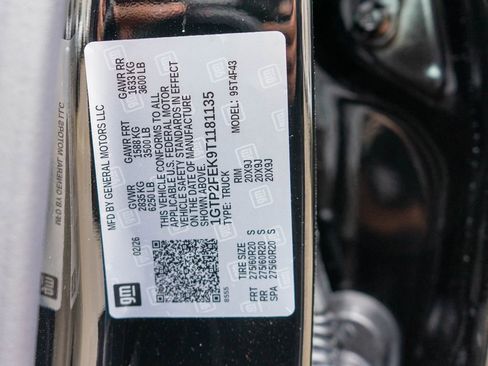 MFD BY GENERAL MOTORS LLC
02/26
GVWR GAWR FRT GAWR RR
2835 KG 1588 KG 1633 KG
6250 LB 3500 LB 3600 LB
THIS VEHICLE CONFORMS TO ALL
APPLICABLE U.S. FEDERAL MOTOR
VEHICLE SAFETY STANDARDS IN EFFECT
ON THE DATE OF MANUFACTURE
SHOWN ABOVE.
1GTP2FEK9T1181135
TYPE: TRUCK MODEL: 95T4F43
gm
8555
TIRE SIZE RIM
FRT 275/60R20 S 20X9J
RR 275/60R20 S 20X9J
SPA 275/60R20 S 20X9J
gm